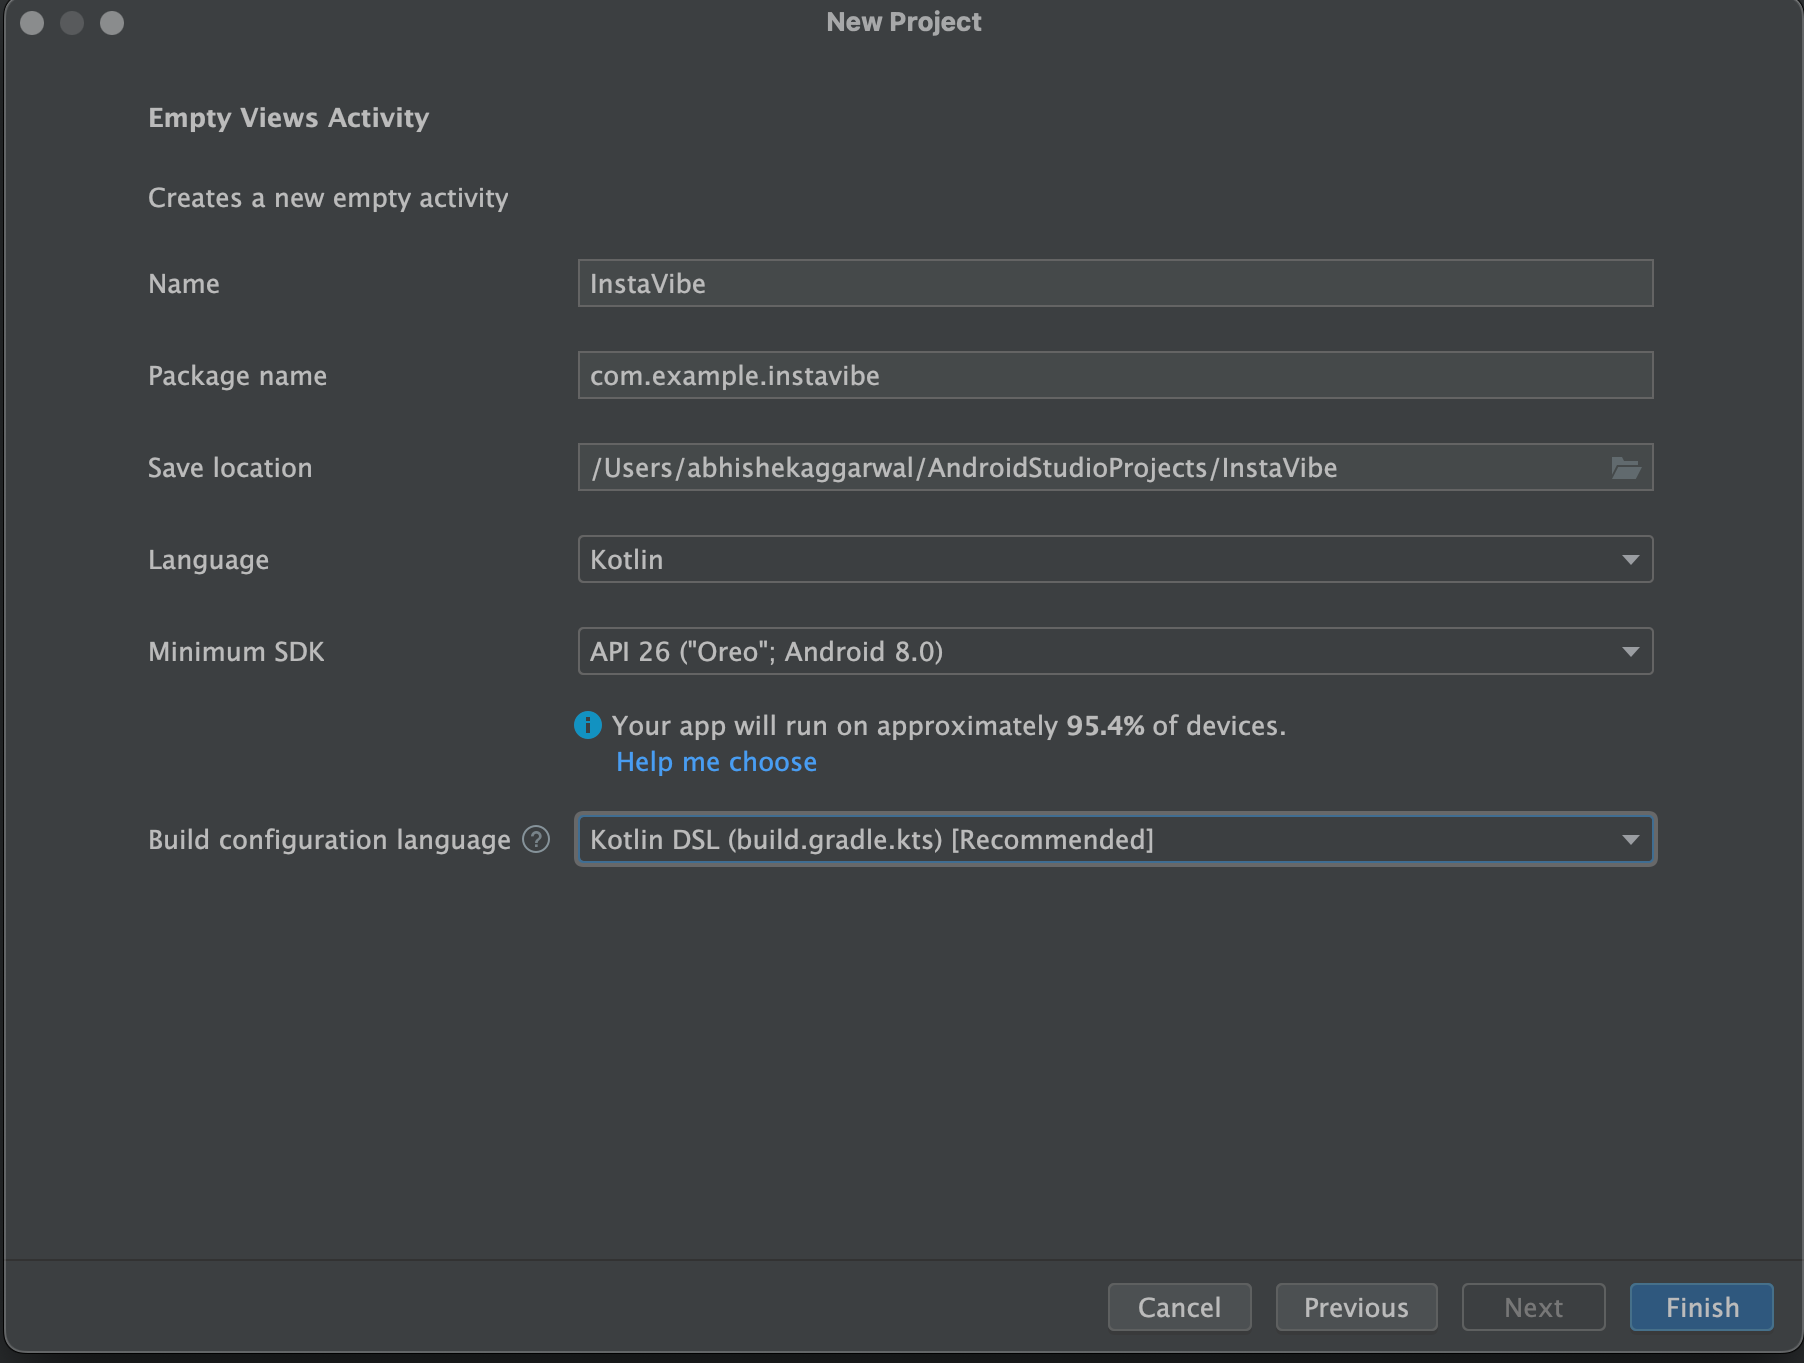 New Project
Empty Views Activity
Creates a new empty activity
Name
InstaVibe
Package name
com.example.instavibe
Save location
/Users/abhishekaggarwal/AndroidStudioProjects/InstaVibe
Language
Kotlin
Minimum SDK
API 26 ("Oreo"; Android 8.0)
Your app will run on approximately 95.4% of devices.
Help me choose
Build configuration language ?
Kotlin DSL (build.gradle.kts) [Recommended]
Cancel
Previous
Next
Finish